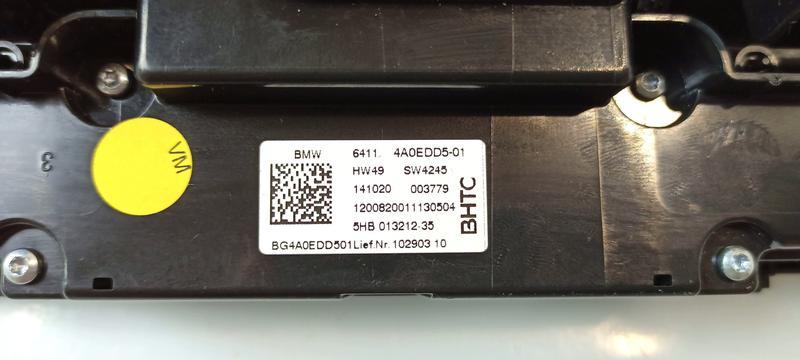 3
VM
BMW 6411. 4A0EDD5-01
HW49 SW4245
141020 003779
1200820011130504
5HB 013212-35
BG4A0EDD501 Lief.Nr. 102903 10
BHTC